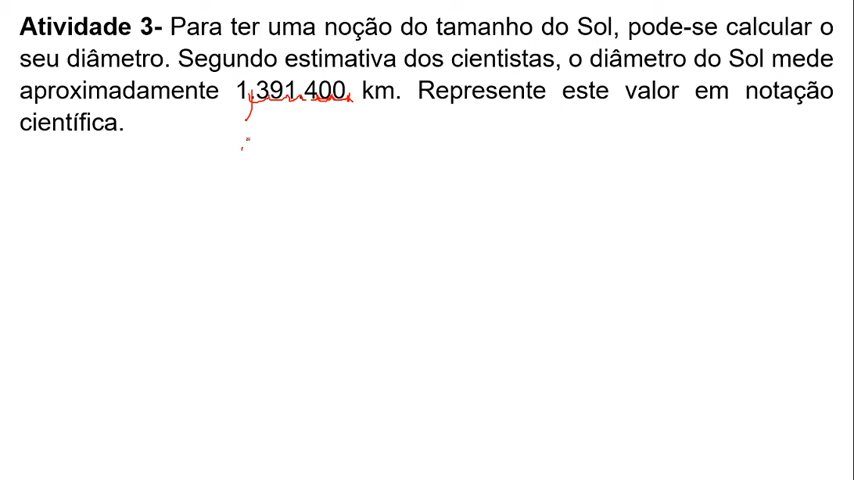 Atividade 3- Para ter uma noção do tamanho do Sol, pode-se calcular o
seu diâmetro. Segundo estimativa dos cientistas, o diâmetro do Sol mede
aproximadamente 1.391.400 km. Represente este valor em notação
científica.